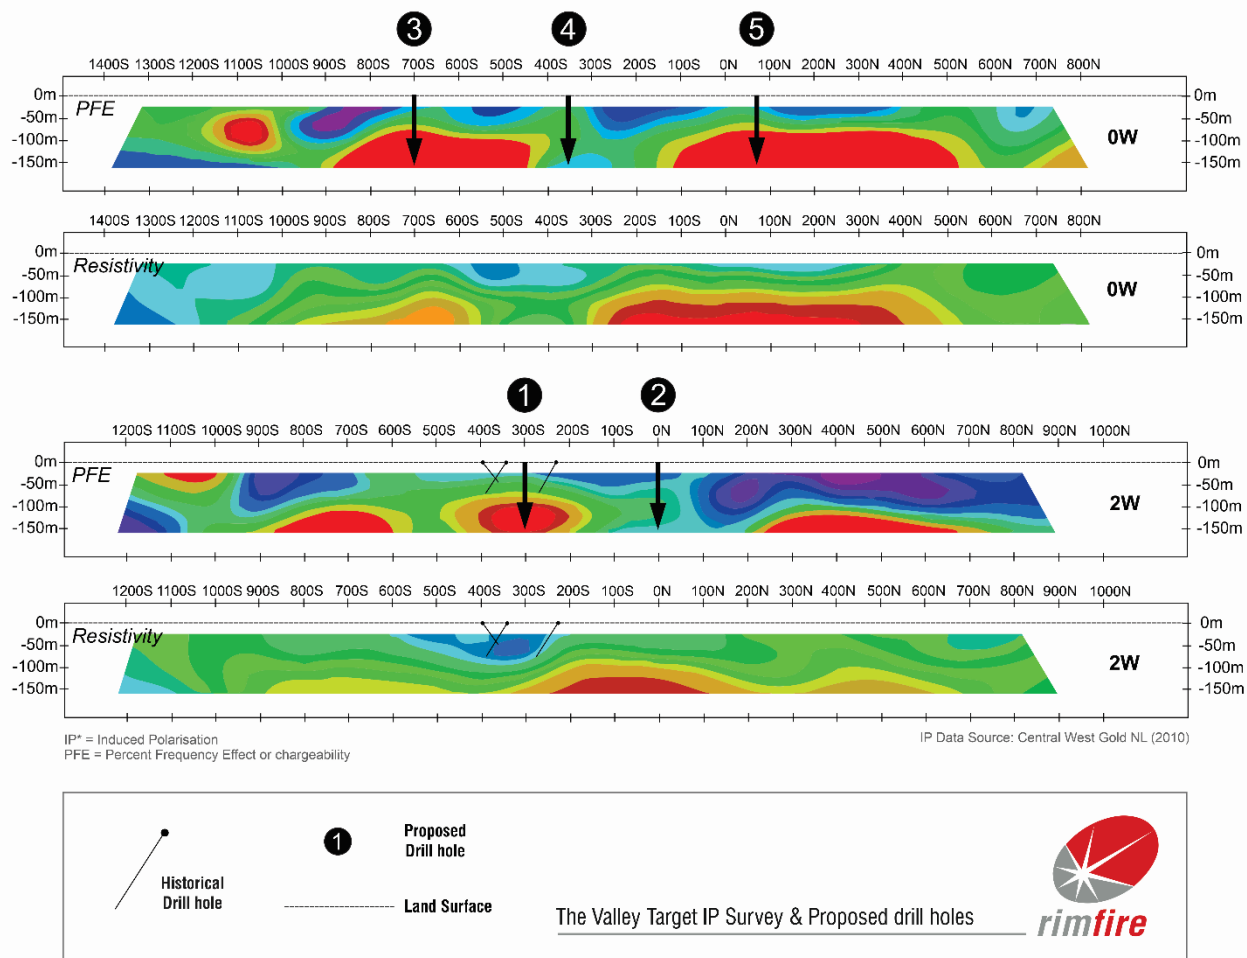 3 4 5
1400S 1300S 1200S 1100S 1000S 900S 800S 700S 600S 500S 400S 300S 200S 100S 0N 100N 200N 300N 400N 500N 600N 700N 800N
0m PFE 0m
-50m -50m
-100m 0W -100m
-150m -150m
1400S 1300S 1200S 1100S 1000S 900S 800S 700S 600S 500S 400S 300S 200S 100S 0N 100N 200N 300N 400N 500N 600N 700N 800N
0m Resistivity 0m
-50m -50m
-100m 0W -100m
-150m -150m
1 2
1200S 1100S 1000S 900S 800S 700S 600S 500S 400S 300S 200S 100S 0N 100N 200N 300N 400N 500N 600N 700N 800N 900N 1000N
0m PFE 0m
-50m -50m
-100m 2W -100m
-150m -150m
1200S 1100S 1000S 900S 800S 700S 600S 500S 400S 300S 200S 100S 0N 100N 200N 300N 400N 500N 600N 700N 800N 900N 1000N
0m Resistivity 0m
-50m -50m
-100m 2W -100m
-150m -150m
IP* = Induced Polarisation
PFE = Percent Frequency Effect or chargeability
IP Data Source: Central West Gold NL (2010)
Historical
Drill hole
1 Proposed
Drill hole
Land Surface
The Valley Target IP Survey & Proposed drill holes
rimfire